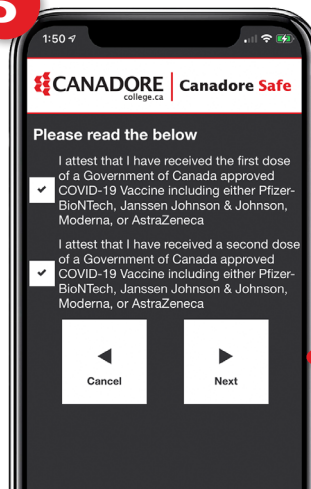 S
1:50
CANADORE
college.ca
Canadore Safe
Please read the below
I attest that I have received the first dose
of a Government of Canada approved
COVID-19 Vaccine including either Pfizer-
BioNTech, Janssen Johnson & Johnson,
Moderna, or AstraZeneca
I attest that I have received a second dose
of a Government of Canada approved
COVID-19 Vaccine including either Pfizer-
BioNTech, Janssen Johnson & Johnson,
Moderna, or AstraZeneca
Cancel
Next